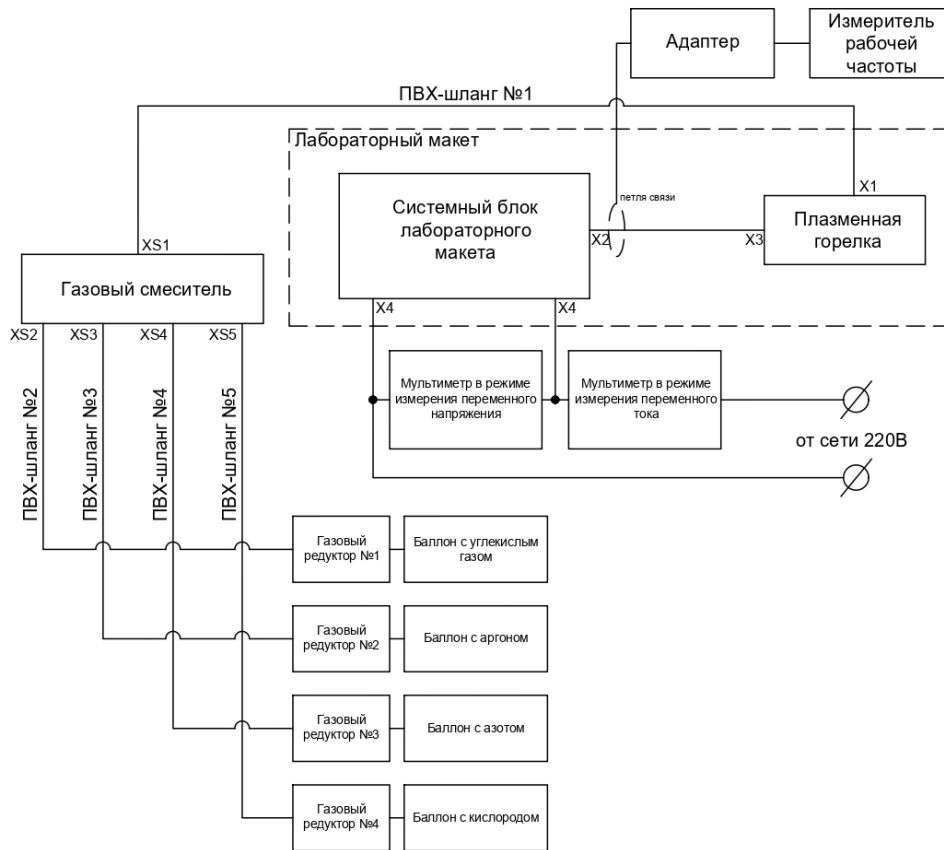 Адаптер
Измеритель
рабочей
частоты
ПВХ-шланг №1
Лабораторный макет
X1
петля связи
Системный блок
лабораторного
макета
X2
X3
Плазменная
горелка
XS1
Газовый смеситель
X4
X4
XS2
XS3
XS4
XS5
Мультиметр в режиме
измерения переменного
напряжения
Мультиметр в режиме
измерения переменного
тока
от сети 220В
ПВХ-шланг №2
ПВХ-шланг №3
ПВХ-шланг №4
ПВХ-шланг №5
Газовый
редуктор №1
Баллон с углекислым
газом
Газовый
редуктор №2
Баллон с аргоном
Газовый
редуктор №3
Баллон с азотом
Газовый
редуктор №4
Баллон с кислородом